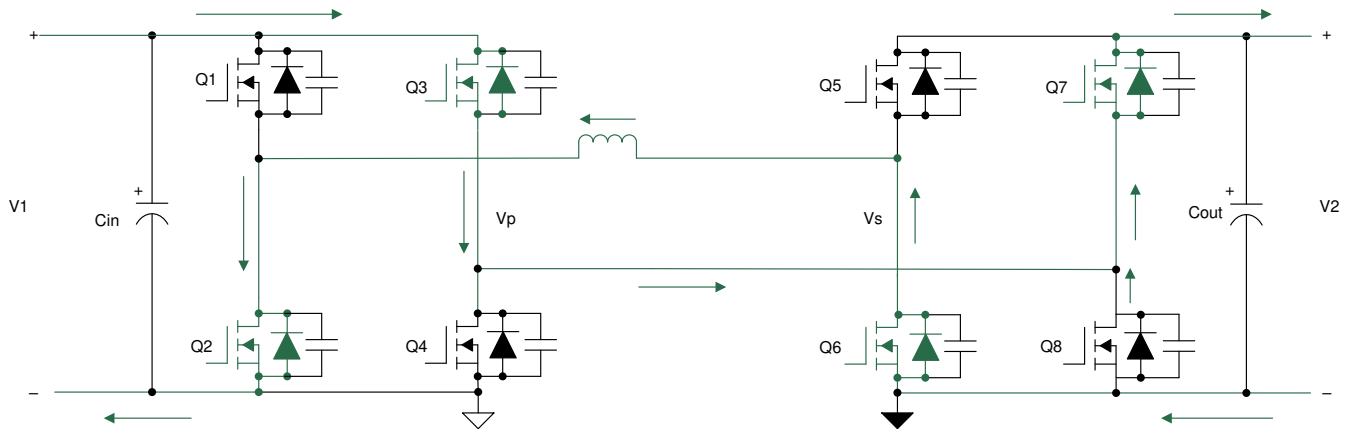 +
+
Q1
Q3
Q5
Q7
+
+
V1
Cin
Vp
Vs
Cout
V2
Q2
Q4
Q6
Q8
–
–